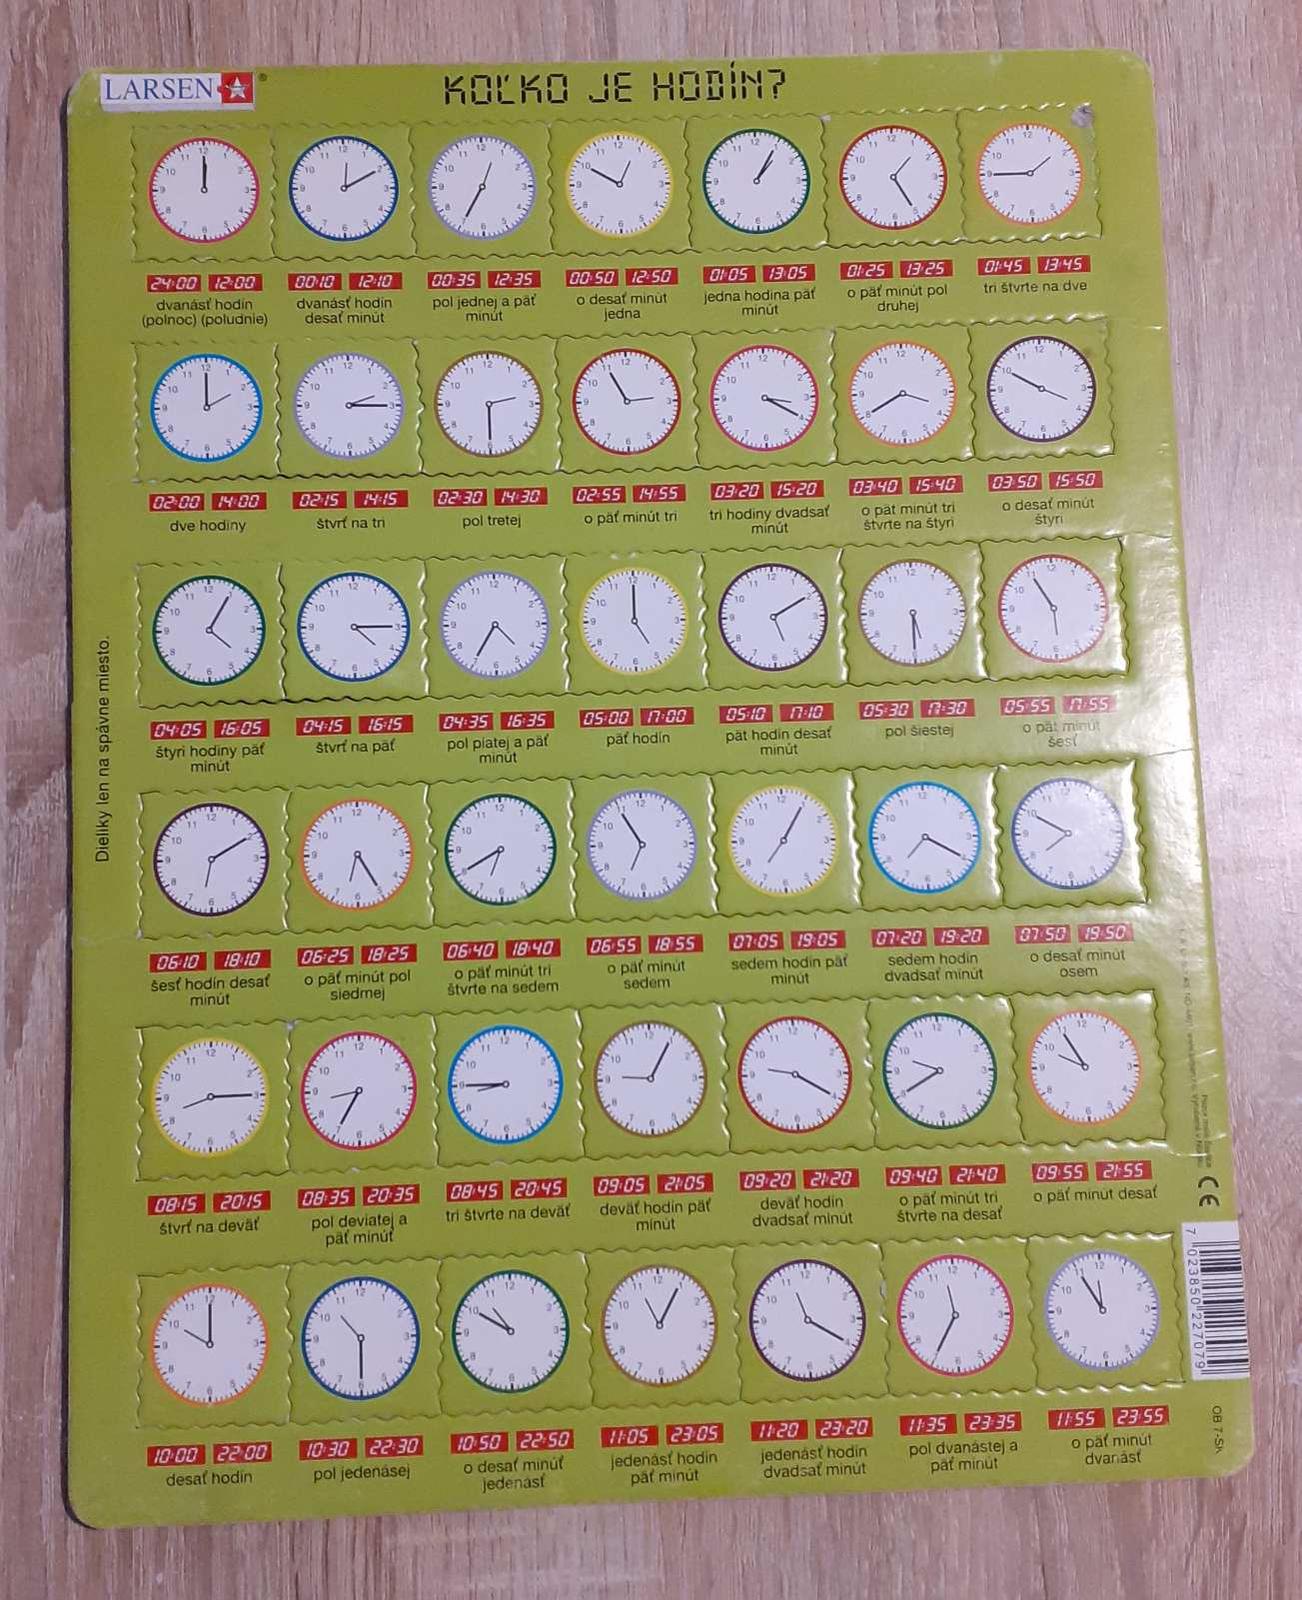 LARSEN ®
KOĽKO JE HODÍN?
24:00 12:00
dvanásť hodín
(polnoc) (poludnie)
00:10 12:10
dvanásť hodín
desať minút
00:35 12:35
pol jednej a päť
minút
00:50 12:50
o desať minút
jedna
01:05 13:05
jedna hodina päť
minút
01:25 13:25
o päť minút pol
druhej
01:45 13:45
tri štvrte na dve
02:00 14:00
dve hodiny
02:15 14:15
štvrť na tri
02:30 14:30
pol tretej
02:55 14:55
o päť minút tri
03:20 15:20
tri hodiny dvadsať
minút
03:40 15:40
o päť minút tri
štvrte na štyri
03:50 15:50
o desať minút
štyri
04:05 16:05
štyri hodiny päť
minút
04:15 16:15
štvrť na päť
04:35 16:35
pol piatej a päť
minút
05:00 17:00
päť hodín
05:10 17:10
päť hodín desať
minút
05:30 17:30
pol šiestej
05:55 17:55
o päť minút
šesť
Dieliky len na spávne miesto.
06:10 18:10
šesť hodín desať
minút
06:25 18:25
o päť minút pol
siedmej
06:40 18:40
o päť minút tri
štvrte na sedem
06:55 18:55
o päť minút
sedem
07:05 19:05
sedem hodín päť
minút
07:20 19:20
sedem hodín
dvadsať minút
07:50 19:50
o desať minút
osem
08:15 20:15
štvrť na deväť
08:35 20:35
pol deviatej a
päť minút
08:45 20:45
tri štvrte na deväť
09:05 21:05
deväť hodín päť
minút
09:20 21:20
deväť hodín
dvadsať minút
09:40 21:40
o päť minút tri
štvrte na desať
09:55 21:55
o päť minút desať
10:00 22:00
desať hodín
10:30 22:30
pol jedenásej
10:50 22:50
o desať minúť
jedenásť
11:05 23:05
jedenásť hodín
päť minút
11:20 23:20
jedenásť hodín
dvadsať minút
11:35 23:35
pol dvanástej a
päť minút
11:55 23:55
o päť minút
dvanásť
CE
7 023850 227079
OB 7-SK